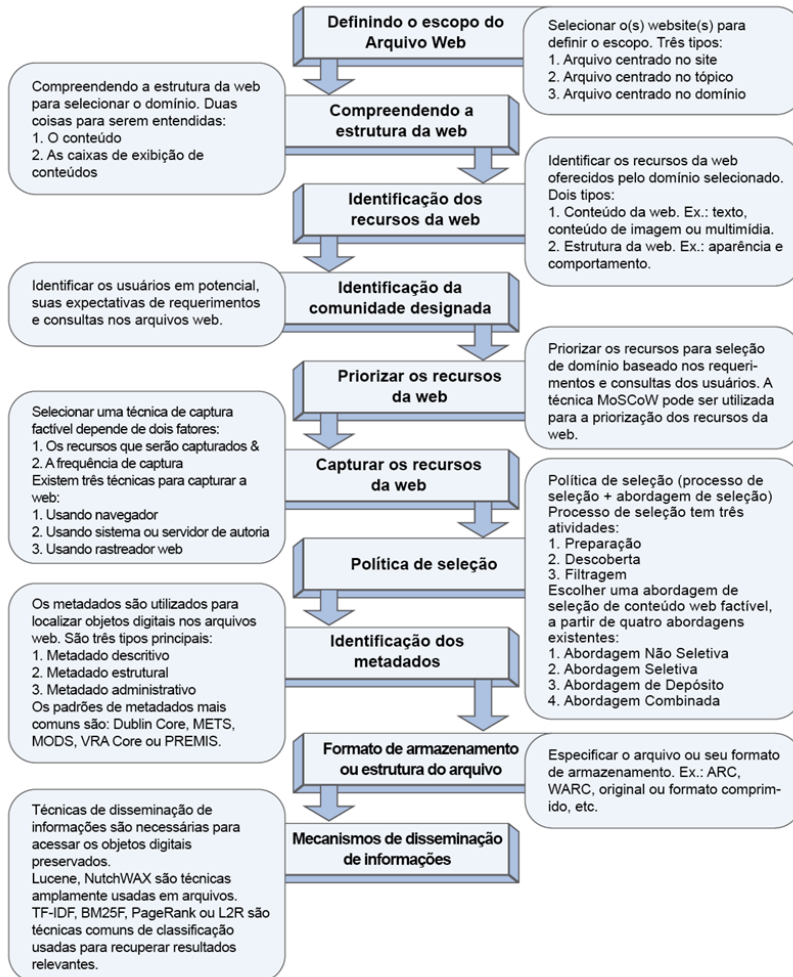 Definindo o escopo do
Arquivo Web
Selecionar o(s) website(s) para
definir o escopo. Três tipos:
1. Arquivo centrado no site
2. Arquivo centrado no tópico
3. Arquivo centrado no domínio
Compreendendo a estrutura da web
para selecionar o domínio. Duas
coisas para serem entendidas:
1. O conteúdo
2. As caixas de exibição de
conteúdos
Compreendendo a
estrutura da web
Identificação dos
recursos da web
Identificar os recursos da web
oferecidos pelo domínio selecionado.
Dois tipos:
1. Conteúdo da web. Ex.: texto,
conteúdo de imagem ou multimídia.
2. Estrutura da web. Ex.: aparência e
comportamento.
Identificar os usuários em potencial,
suas expectativas de requerimentos
e consultas nos arquivos web.
Identificação da
comunidade designada
Priorizar os recursos
da web
Priorizar os recursos para seleção
de domínio baseado nos requeri-
mentos e consultas dos usuários. A
técnica MoSCoW pode ser utilizada
para a priorização dos recursos da
web.
Selecionar uma técnica de captura
factível depende de dois fatores:
1. Os recursos que serão capturados &
2. A frequência de captura
Existem três técnicas para capturar a
web:
1. Usando navegador
2. Usando sistema ou servidor de autoria
3. Usando rastreador web
Capturar os recursos
da web
Política de seleção
Política de seleção (processo de
seleção + abordagem de seleção)
Processo de seleção tem três
atividades:
1. Preparação
2. Descoberta
3. Filtragem
Escolher uma abordagem de
seleção de conteúdo web factível,
a partir de quatro abordagens
existentes:
1. Abordagem Não Seletiva
2. Abordagem Seletiva
3. Abordagem de Depósito
4. Abordagem Combinada
Os metadados são utilizados para
localizar objetos digitais nos arquivos
web. São três tipos principais:
1. Metadado descritivo
2. Metadado estrutural
3. Metadado administrativo
Os padrões de metadados mais
comuns são: Dublin Core, METS,
MODS, VRA Core ou PREMIS.
Identificação dos
metadados
Formato de armazenamento
ou estrutura do arquivo
Especificar o arquivo ou seu formato
de armazenamento. Ex.: ARC,
WARC, original ou formato comprim-
ido, etc.
Técnicas de disseminação de
informações são necessárias para
acessar os objetos digitais
preservados.
Lucene, NutchWAX são técnicas
amplamente usadas em arquivos.
TF-IDF, BM25F, PageRank ou L2R são
técnicas comuns de classificação
usadas para recuperar resultados
relevantes.
Mecanismos de disseminação
de informações